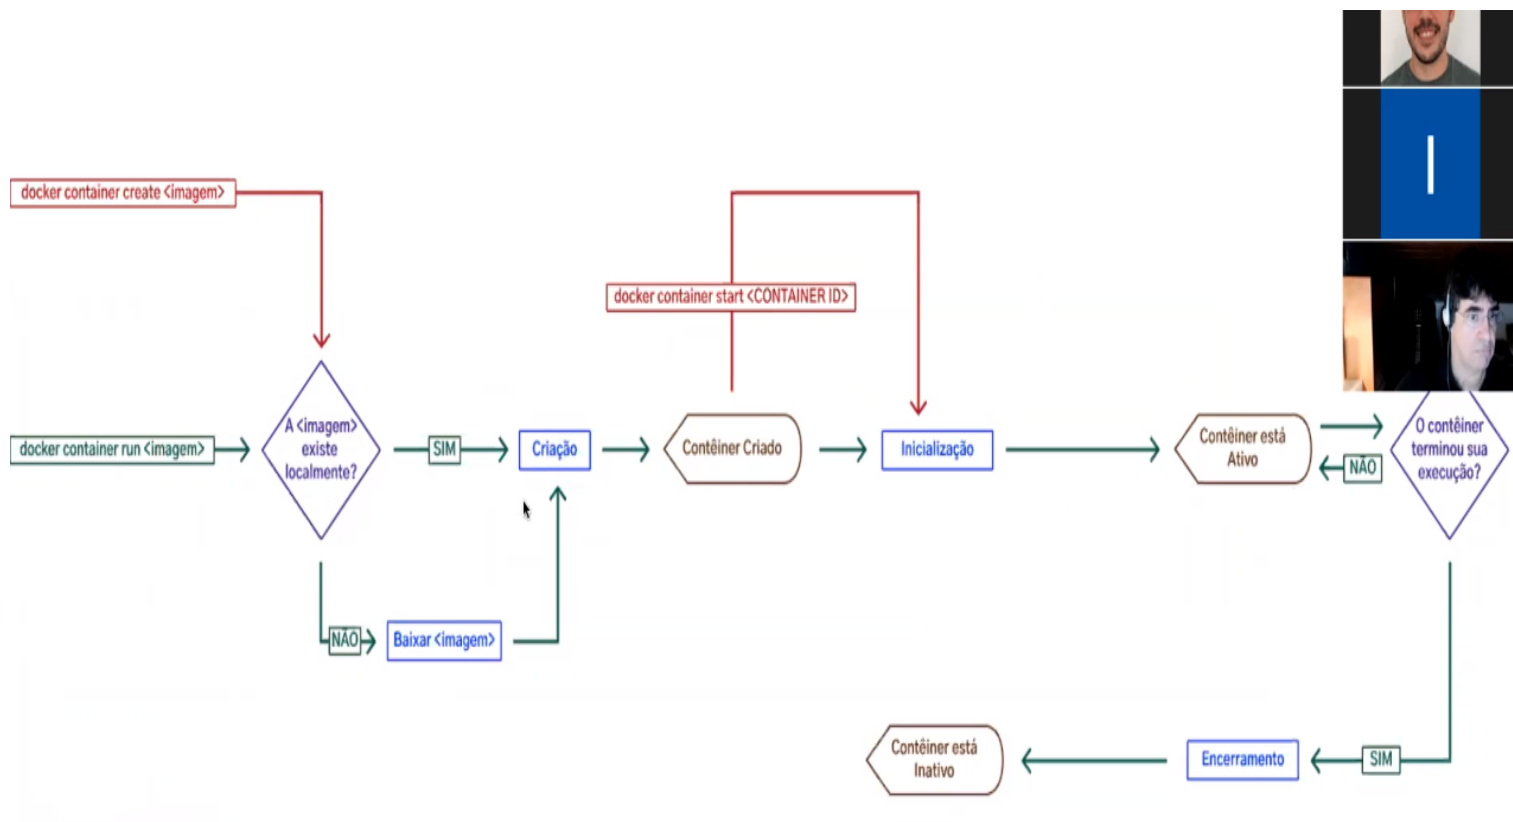 docker container create <imagem>
docker container start <CONTAINER ID>
A <imagem>
existe
localmente?
docker container run <imagem>
SIM
Criação
Contêiner Criado
Inicialização
Contêiner está
Ativo
O contêiner
terminou sua
execução?
NÃO
NÃO
Baixar <imagem>
Contêiner está
Inativo
Encerramento
SIM
I